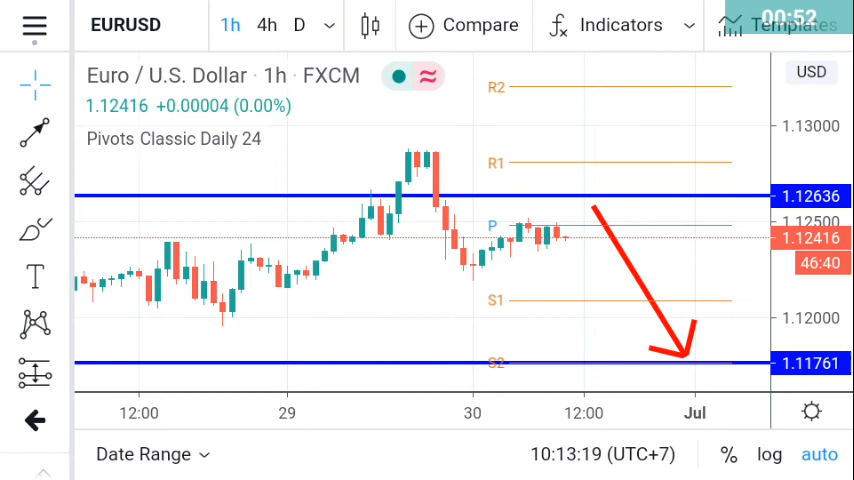 00:52
EURUSD 1h 4h D Compare Indicators Templates
Euro / U.S. Dollar · 1h · FXCM
USD
1.12416 +0.00004 (0.00%)
Pivots Classic Daily 24
R2
1.13000
R1
1.12636
P
1.12500
1.12416
46:40
S1
1.12000
S2
1.11761
12:00 29 30 12:00 Jul
Date Range 10:13:19 (UTC+7) % log auto